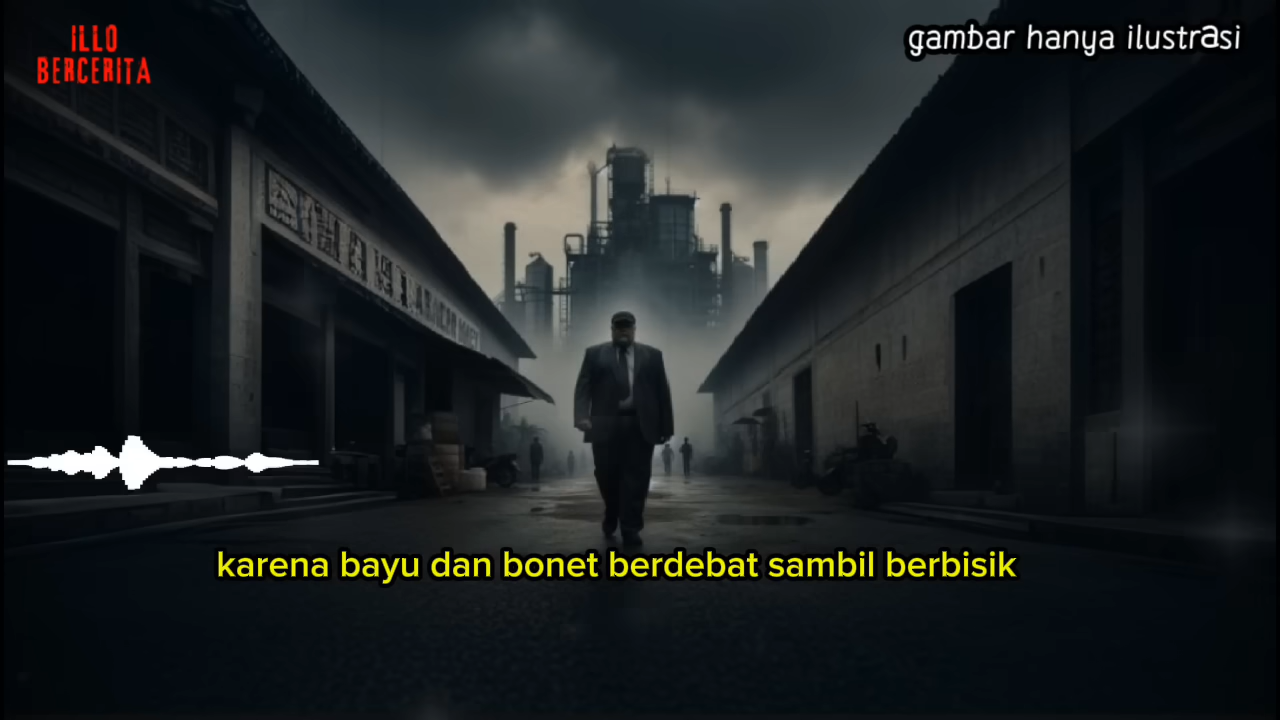 ILLO
BERCERITA
gambar hanya ilustrasi
karena bayu dan bonet berdebat sambil berbisik